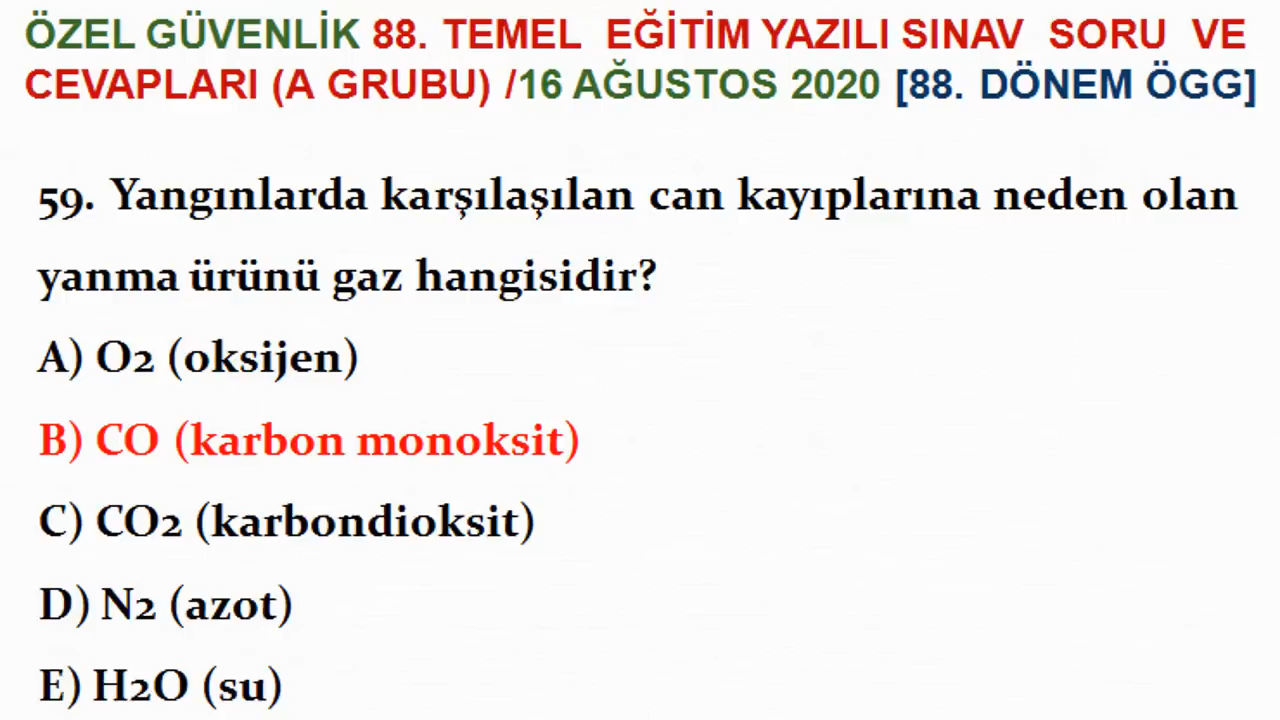 ÖZEL GÜVENLİK 88. TEMEL EĞİTİM YAZILI SINAV SORU VE
CEVAPLARI (A GRUBU) /16 AĞUSTOS 2020 [88. DÖNEM ÖGG]
59. Yangınlarda karşılaşılan can kayıplarına neden olan
yanma ürünü gaz hangisidir?
A) O2 (oksijen)
B) CO (karbon monoksit)
C) CO2 (karbondioksit)
D) N2 (azot)
E) H2O (su)